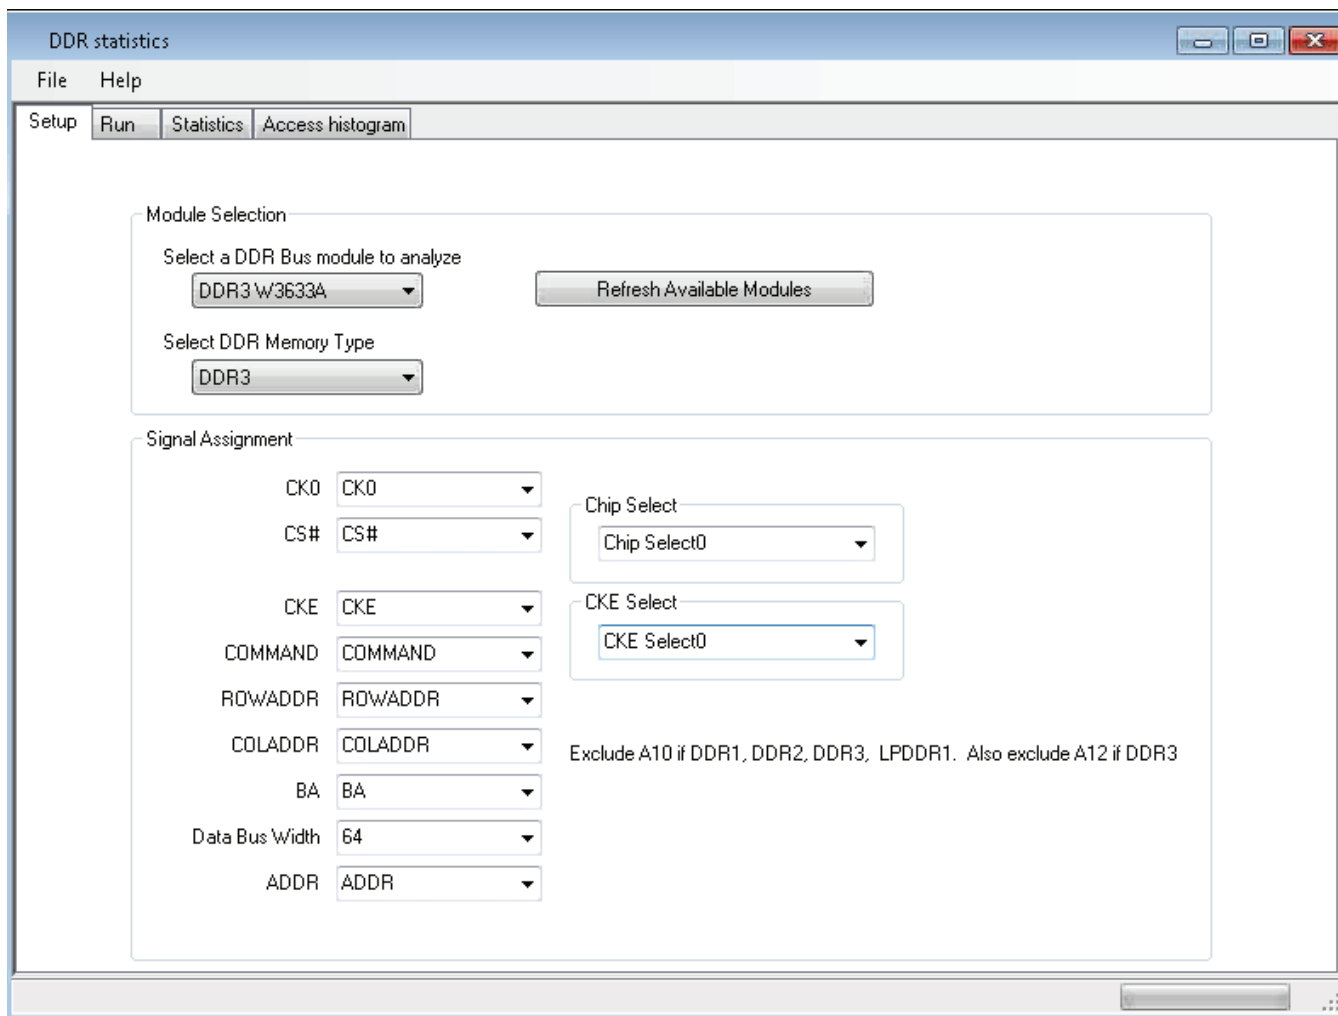 DDR statistics
File Help
Setup Run Statistics Access histogram
Module Selection
Select a DDR Bus module to analyze
DDR3 W3633A Refresh Available Modules
Select DDR Memory Type
DDR3
Signal Assignment
CK0 CK0
Chip Select
CS# CS# Chip Select0
CKE CKE CKE Select
COMMAND COMMAND CKE Select0
ROWADDR ROWADDR
COLADDR COLADDR Exclude A10 if DDR1, DDR2, DDR3, LPDDR1. Also exclude A12 if DDR3
BA BA
Data Bus Width 64
ADDR ADDR